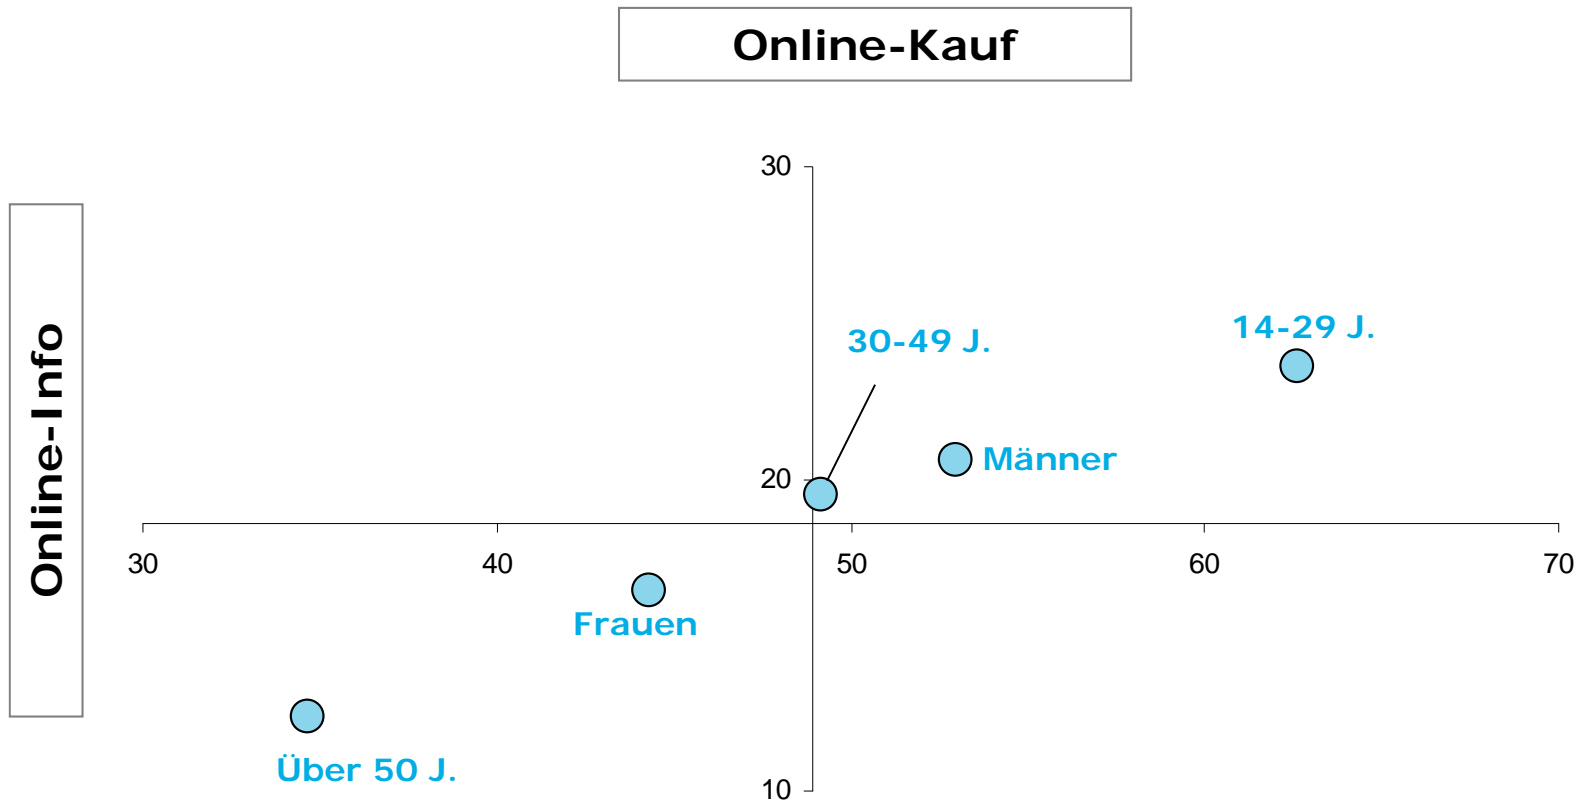 Online-Kauf
Online-Info
30
30-49 J.
14-29 J.
Männer
20
30
40
50
60
70
Frauen
Über 50 J.
10